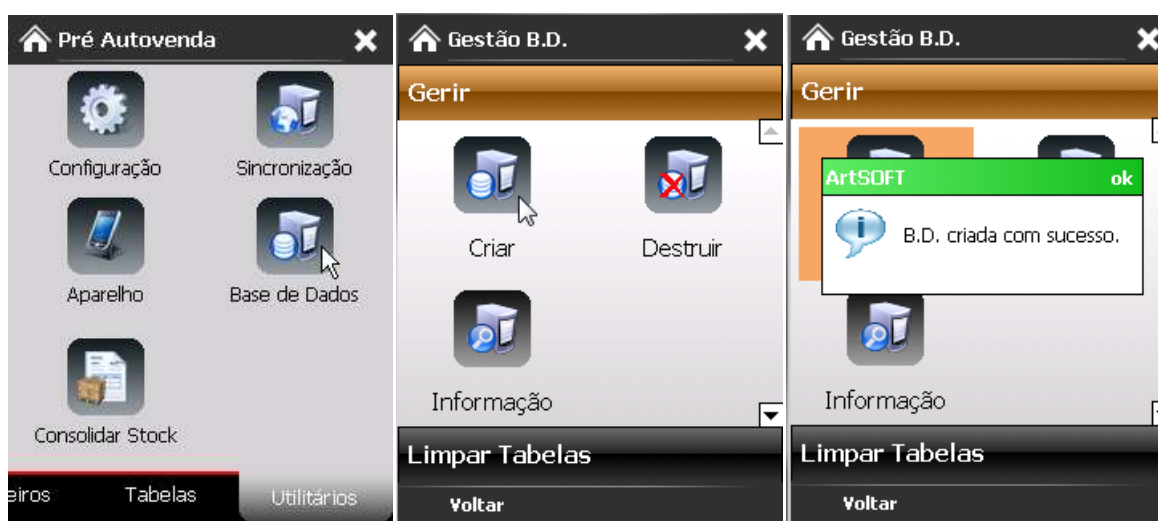 Pré Autovenda
Configuração
Sincronização
Aparelho
Base de Dados
Consolidar Stock
eiros
Tabelas
Utilitários
Gestão B.D.
Gerir
Criar
Destruir
Informação
Limpar Tabelas
Voltar
Gestão B.D.
Gerir
ArtSOFT
ok
B.D. criada com sucesso.
Informação
Limpar Tabelas
Voltar